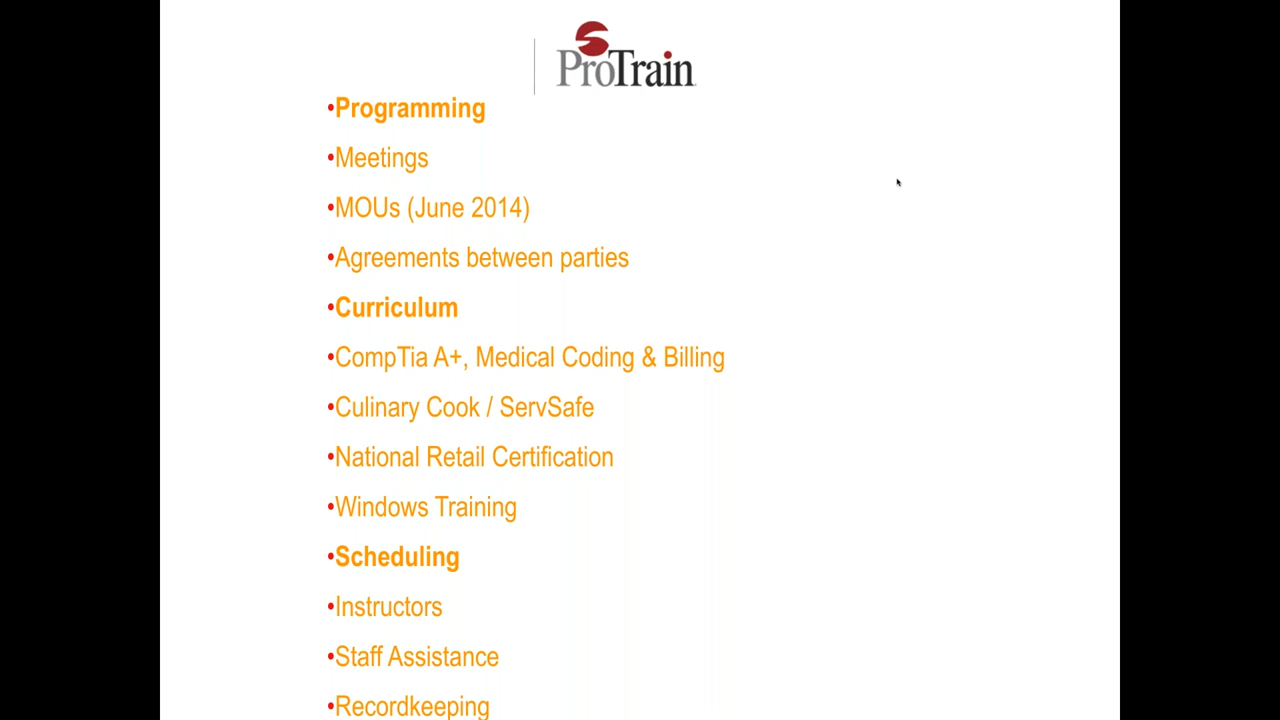 ProTrain
•Programming
•Meetings
•MOUs (June 2014)
•Agreements between parties
•Curriculum
•CompTia A+, Medical Coding & Billing
•Culinary Cook / ServSafe
•National Retail Certification
•Windows Training
•Scheduling
•Instructors
•Staff Assistance
•Recordkeeping